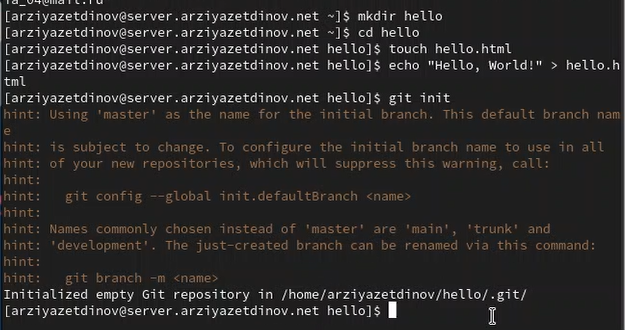 [arziyazetdinov@server.arziyazetdinov.net ~]$ mkdir hello
[arziyazetdinov@server.arziyazetdinov.net ~]$ cd hello
[arziyazetdinov@server.arziyazetdinov.net hello]$ touch hello.html
[arziyazetdinov@server.arziyazetdinov.net hello]$ echo "Hello, World!" > hello.h
tml
[arziyazetdinov@server.arziyazetdinov.net hello]$ git init
hint: Using 'master' as the name for the initial branch. This default branch nam
e
hint: is subject to change. To configure the initial branch name to use in all
hint: of your new repositories, which will suppress this warning, call:
hint:
hint:   git config --global init.defaultBranch <name>
hint:
hint: Names commonly chosen instead of 'master' are 'main', 'trunk' and
hint: 'development'. The just-created branch can be renamed via this command:
hint:
hint:   git branch -m <name>
Initialized empty Git repository in /home/arziyazetdinov/hello/.git/
[arziyazetdinov@server.arziyazetdinov.net hello]$